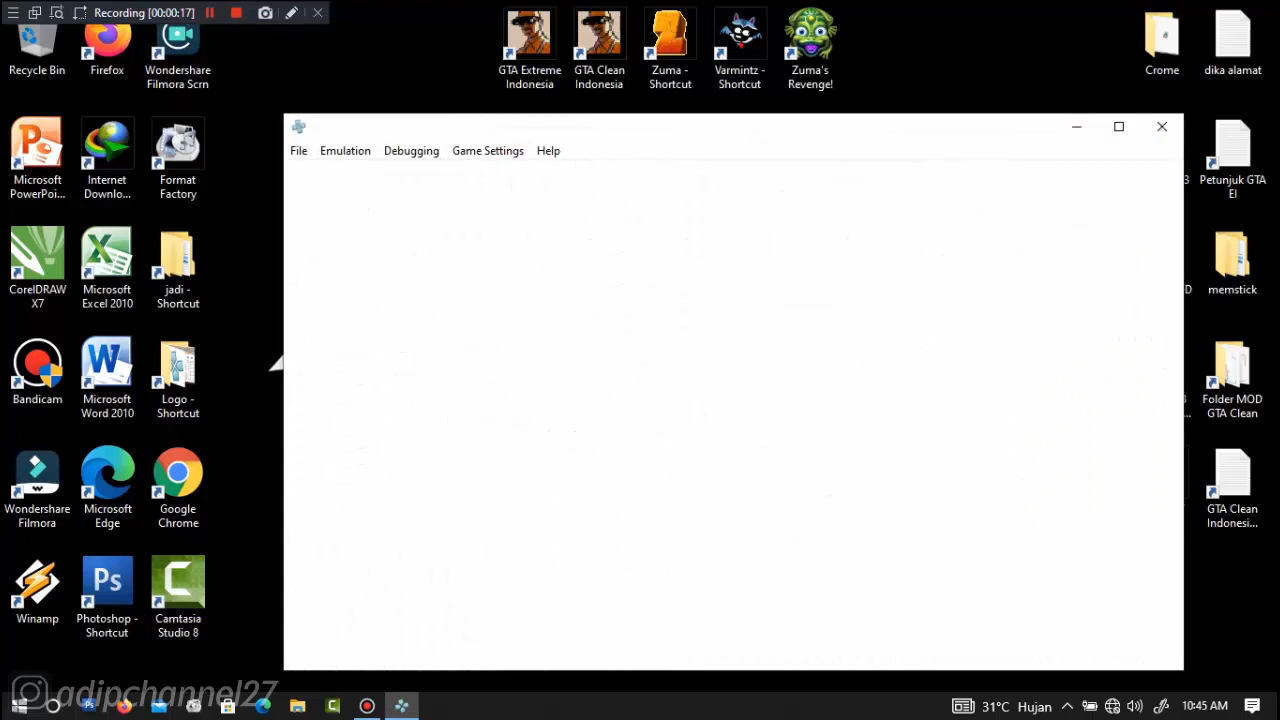 Recording [00:00:17]
Recycle Bin
Firefox
Wondershare
Filmora Scrn
GTA Extreme
Indonesia
GTA Clean
Indonesia
Zuma -
Shortcut
Varmintz -
Shortcut
Zuma's
Revenge!
Crome
dika alamat
File Emulation Debugging Game Settings Help
Microsoft
PowerPoi...
Internet
Downlo...
Format
Factory
3
Petunjuk GTA
EI
CorelDRAW
X7
Microsoft
Excel 2010
jadi -
Shortcut
D
memstick
Bandicam
Microsoft
Word 2010
Logo -
Shortcut
Folder MOD
GTA Clean
Wondershare
Filmora
Microsoft
Edge
Google
Chrome
GTA Clean
Indonesi...
Winamp
Photoshop -
Shortcut
Camtasia
Studio 8
adipchannel27
31°C Hujan
10:45 AM